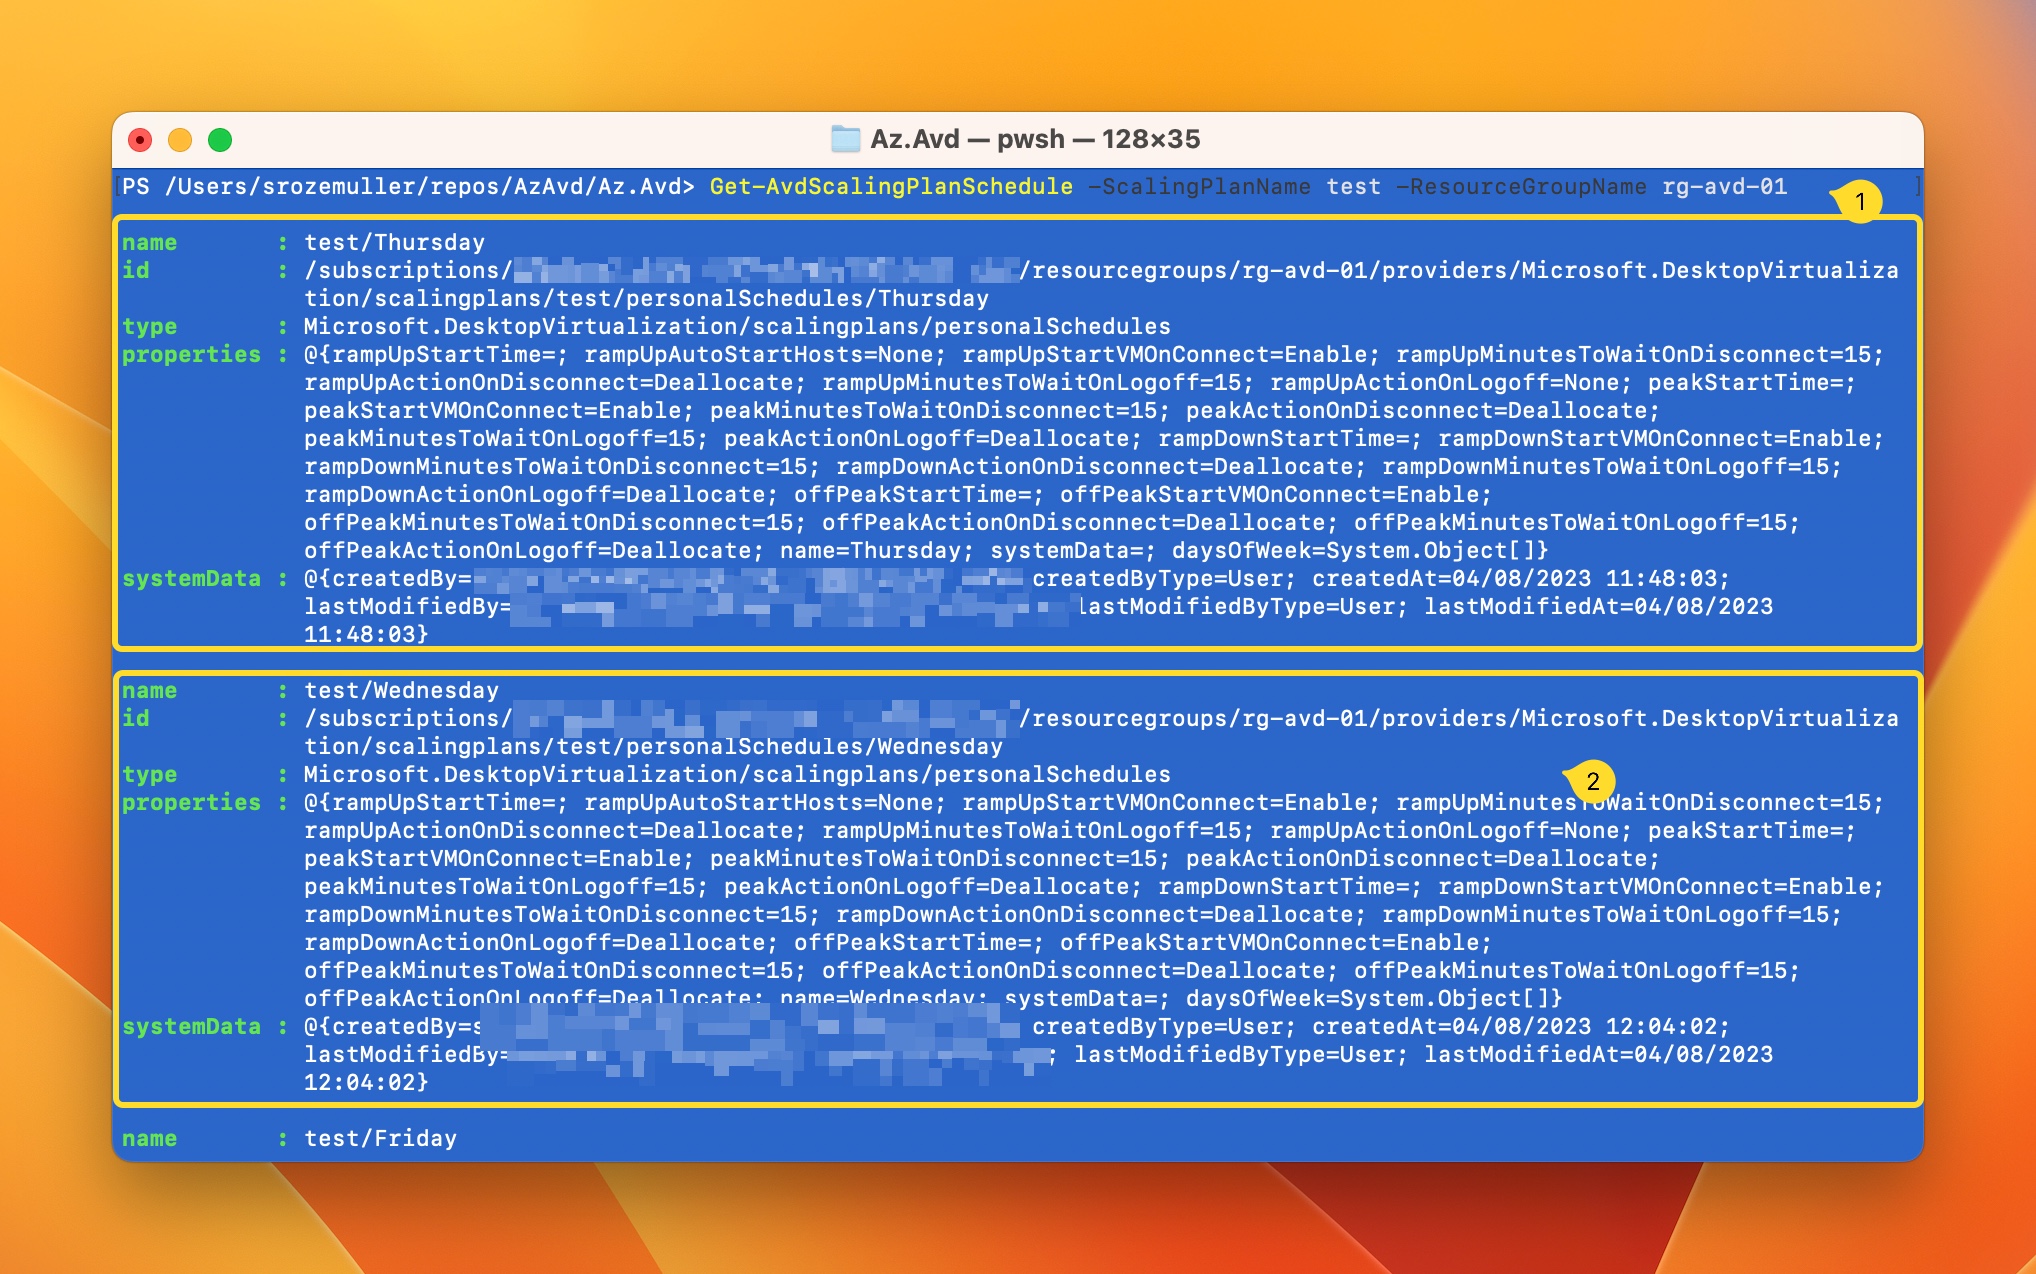 Az.Avd — pwsh — 128×35
[PS /Users/srozemuller/repos/AzAvd/Az.Avd> Get-AvdScalingPlanSchedule -ScalingPlanName test -ResourceGroupName rg-avd-01 ]
1
name : test/Thursday
id : /subscriptions/ /resourcegroups/rg-avd-01/providers/Microsoft.DesktopVirtualiza
tion/scalingplans/test/personalSchedules/Thursday
type : Microsoft.DesktopVirtualization/scalingplans/personalSchedules
properties : @{rampUpStartTime=; rampUpAutoStartHosts=None; rampUpStartVMOnConnect=Enable; rampUpMinutesToWaitOnDisconnect=15;
rampUpActionOnDisconnect=Deallocate; rampUpMinutesToWaitOnLogoff=15; rampUpActionOnLogoff=None; peakStartTime=;
peakStartVMOnConnect=Enable; peakMinutesToWaitOnDisconnect=15; peakActionOnDisconnect=Deallocate;
peakMinutesToWaitOnLogoff=15; peakActionOnLogoff=Deallocate; rampDownStartTime=; rampDownStartVMOnConnect=Enable;
rampDownMinutesToWaitOnDisconnect=15; rampDownActionOnDisconnect=Deallocate; rampDownMinutesToWaitOnLogoff=15;
rampDownActionOnLogoff=Deallocate; offPeakStartTime=; offPeakStartVMOnConnect=Enable;
offPeakMinutesToWaitOnDisconnect=15; offPeakActionOnDisconnect=Deallocate; offPeakMinutesToWaitOnLogoff=15;
offPeakActionOnLogoff=Deallocate; name=Thursday; systemData=; daysOfWeek=System.Object[]}
systemData : @{createdBy= createdByType=User; createdAt=04/08/2023 11:48:03;
lastModifiedBy= lastModifiedByType=User; lastModifiedAt=04/08/2023
11:48:03}
name : test/Wednesday
id : /subscriptions/ /resourcegroups/rg-avd-01/providers/Microsoft.DesktopVirtualiza
tion/scalingplans/test/personalSchedules/Wednesday
type : Microsoft.DesktopVirtualization/scalingplans/personalSchedules
2
properties : @{rampUpStartTime=; rampUpAutoStartHosts=None; rampUpStartVMOnConnect=Enable; rampUpMinutesToWaitOnDisconnect=15;
rampUpActionOnDisconnect=Deallocate; rampUpMinutesToWaitOnLogoff=15; rampUpActionOnLogoff=None; peakStartTime=;
peakStartVMOnConnect=Enable; peakMinutesToWaitOnDisconnect=15; peakActionOnDisconnect=Deallocate;
peakMinutesToWaitOnLogoff=15; peakActionOnLogoff=Deallocate; rampDownStartTime=; rampDownStartVMOnConnect=Enable;
rampDownMinutesToWaitOnDisconnect=15; rampDownActionOnDisconnect=Deallocate; rampDownMinutesToWaitOnLogoff=15;
rampDownActionOnLogoff=Deallocate; offPeakStartTime=; offPeakStartVMOnConnect=Enable;
offPeakMinutesToWaitOnDisconnect=15; offPeakActionOnDisconnect=Deallocate; offPeakMinutesToWaitOnLogoff=15;
offPeakActionOnLogoff=Deallocate; name=Wednesday; systemData=; daysOfWeek=System.Object[]}
systemData : @{createdBy=s createdByType=User; createdAt=04/08/2023 12:04:02;
lastModifiedBy= ; lastModifiedByType=User; lastModifiedAt=04/08/2023
12:04:02}
name : test/Friday